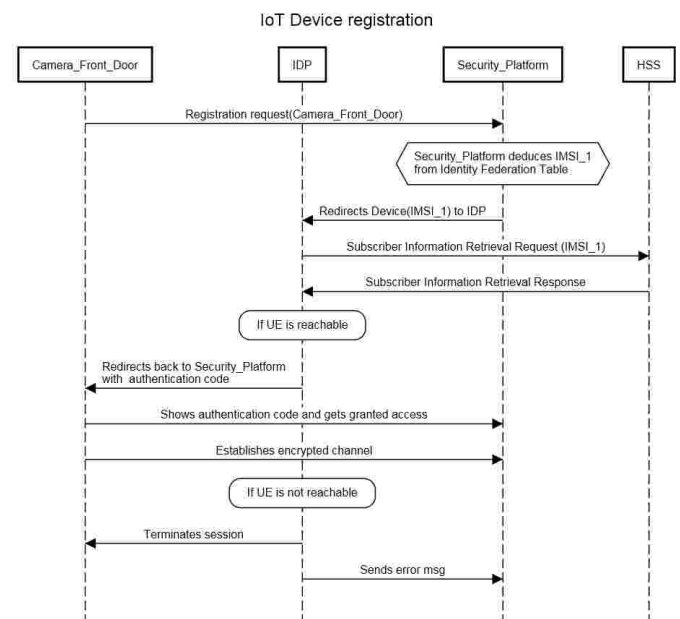 IoT Device registration
Camera_Front_Door
IDP
Security_Platform
HSS
Registration request(Camera_Front_Door)
Security_Platform deduces IMSI_1
from Identity Federation Table
Redirects Device(IMSI_1) to IDP
Subscriber Information Retrieval Request (IMSI_1)
Subscriber Information Retrieval Response
If UE is reachable
Redirects back to Security_Platform
with authentication code
Shows authentication code and gets granted access
Establishes encrypted channel
If UE is not reachable
Terminates session
Sends error msg